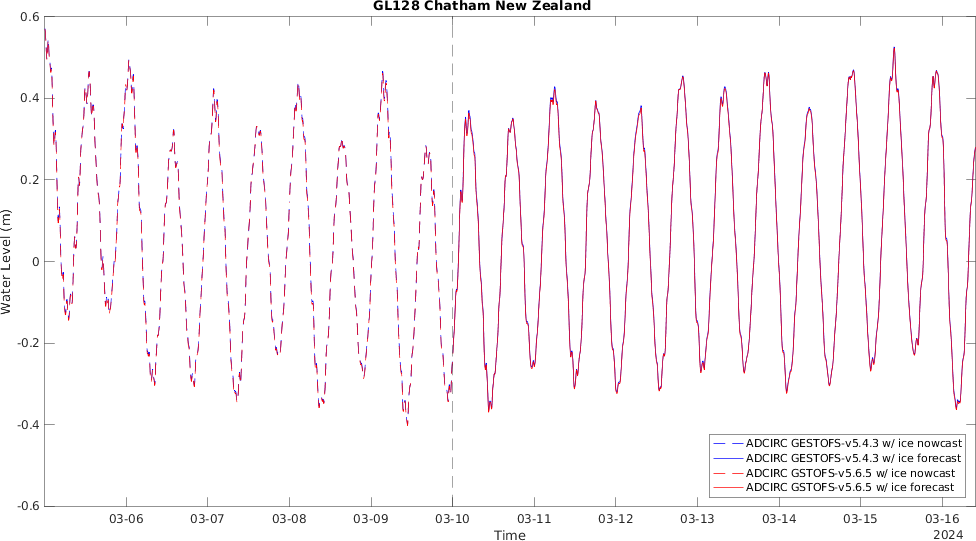 GL128 Chatham New Zealand
0.6
0.4
0.2
0
-0.2
-0.4
-0.6
Water Level (m)
ADCIRC GESTOFS-v5.4.3 w/ ice nowcast
ADCIRC GESTOFS-v5.4.3 w/ ice forecast
ADCIRC GSTOFS-v5.6.5 w/ ice nowcast
ADCIRC GSTOFS-v5.6.5 w/ ice forecast
03-06 03-07 03-08 03-09 03-10 03-11 03-12 03-13 03-14 03-15 03-16
Time
2024